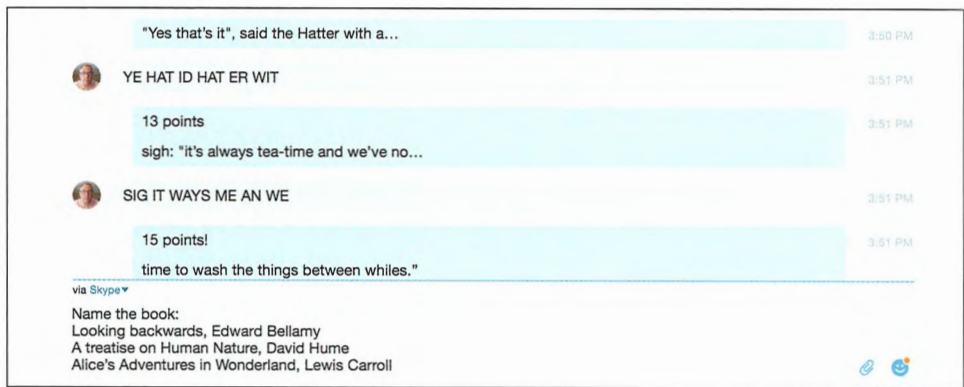 "Yes that's it", said the Hatter with a... 3:50 PM
YE HAT ID HAT ER WIT 3:51 PM
13 points 3:51 PM
sigh: "it's always tea-time and we've no...
SIG IT WAYS ME AN WE 3:51 PM
15 points! 3:51 PM
time to wash the things between whiles."
via Skype
Name the book:
Looking backwards, Edward Bellamy
A treatise on Human Nature, David Hume
Alice's Adventures in Wonderland, Lewis Carroll